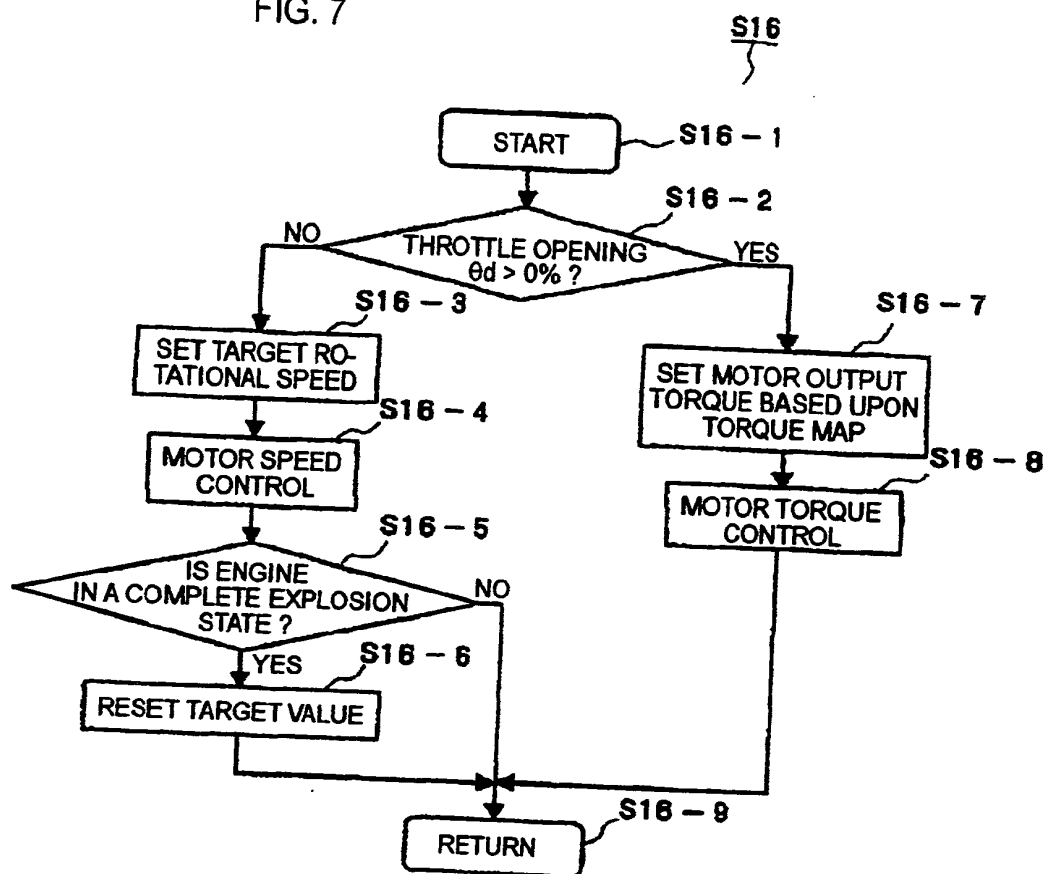 FIG. 7
S16
START
S16-1
S16-2
THROTTLE OPENING
θd > 0% ?
NO
YES
S16-3
SET TARGET RO-
TATIONAL SPEED
S16-4
MOTOR SPEED
CONTROL
S16-5
IS ENGINE
IN A COMPLETE EXPLOSION
STATE ?
NO
YES
S16-6
RESET TARGET VALUE
S16-7
SET MOTOR OUTPUT
TORQUE BASED UPON
TORQUE MAP
S16-8
MOTOR TORQUE
CONTROL
S16-9
RETURN